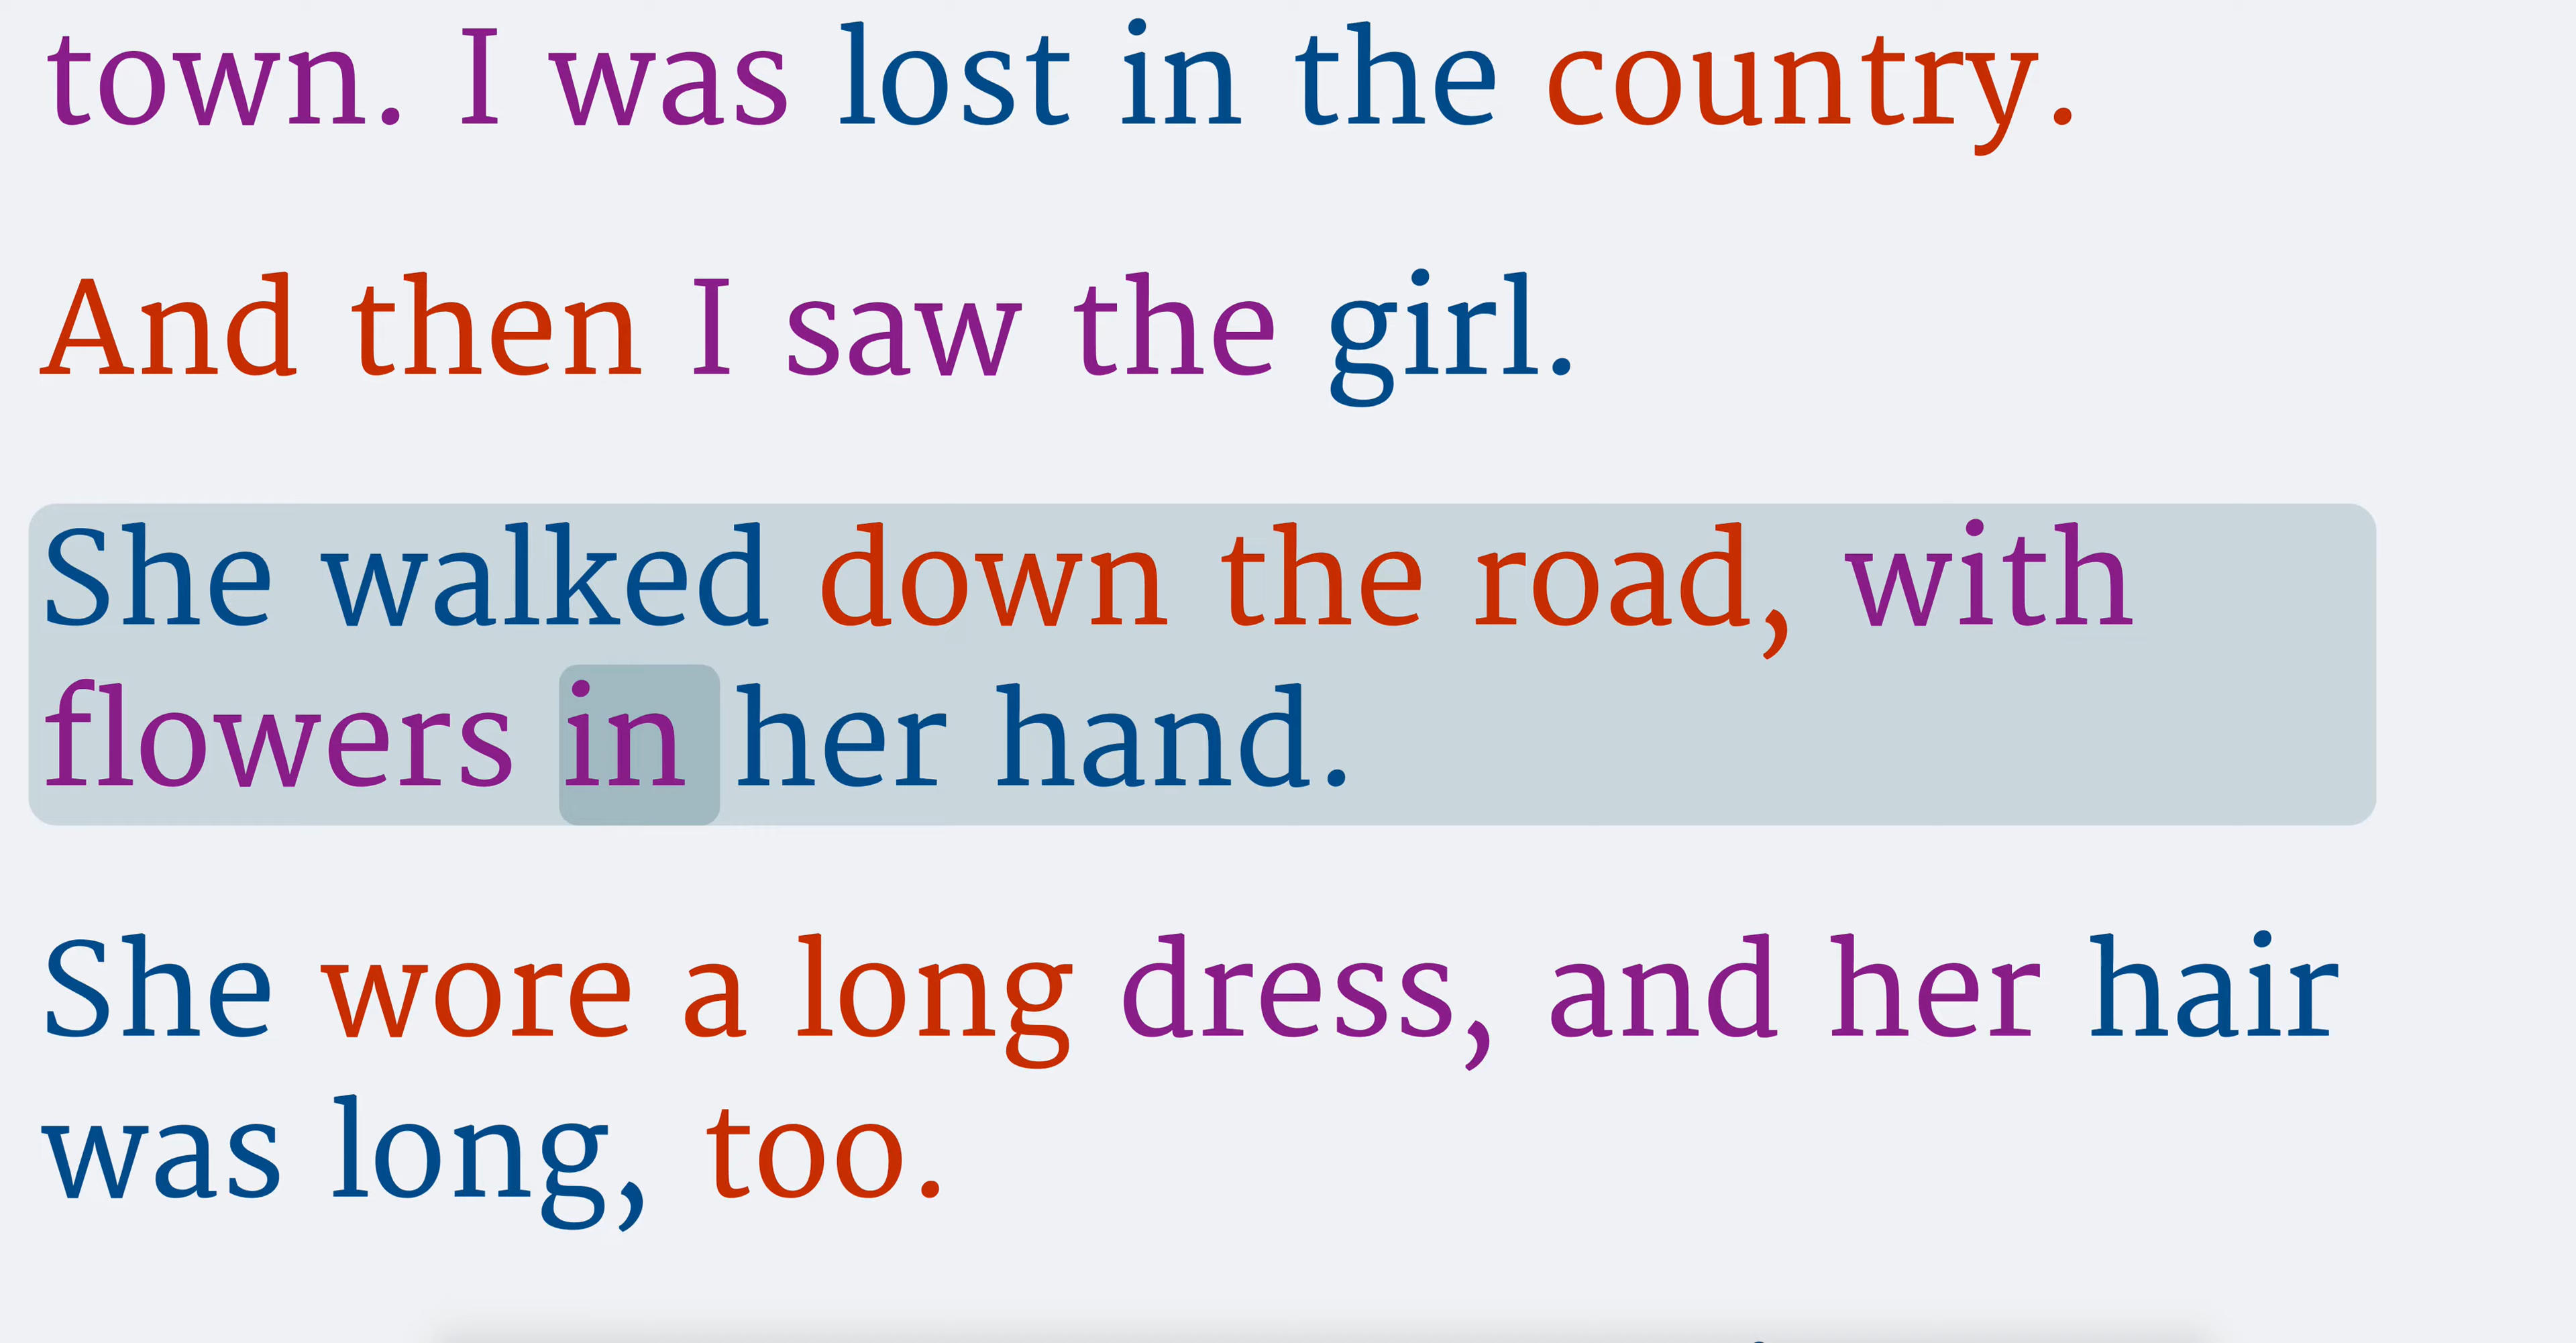 town. I was lost in the country.
And then I saw the girl.
She walked down the road, with
flowers in her hand.
She wore a long dress, and her hair
was long, too.